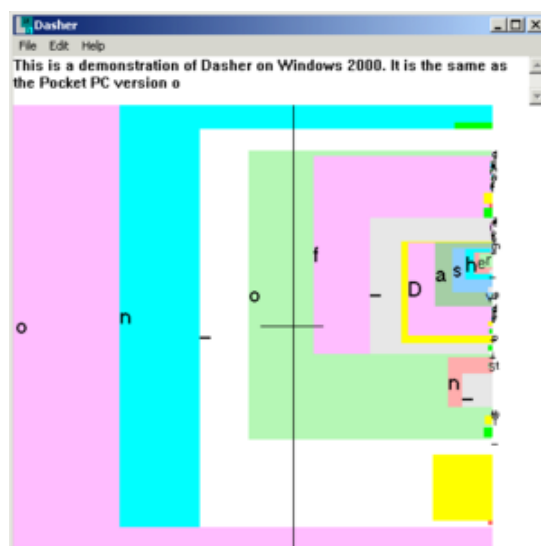 Dasher
File Edit Help
This is a demonstration of Dasher on Windows 2000. It is the same as
the Pocket PC version o
o
n
_
o
f
_
D
a
s
h
e
r
n
_